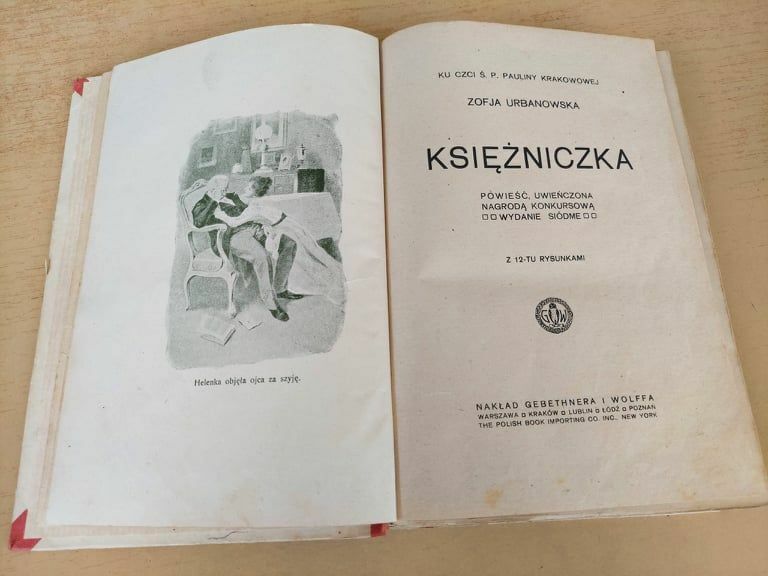 Helenka objęła ojca za szyję.
KU CZCI Ś. P. PAULINY KRAKOWOWEJ
ZOFJA URBANOWSKA
KSIĘŻNICZKA
POWIEŚĆ, UWIEŃCZONA
NAGRODĄ KONKURSOWĄ
WYDANIE SIÓDME
Z 12-TU RYSUNKAMI
G W
NAKŁAD GEBETHNERA I WOLFFA
WARSZAWA KRAKÓW LUBLIN ŁÓDŹ POZNAN
THE POLISH BOOK IMPORTING CO. INC., NEW YORK